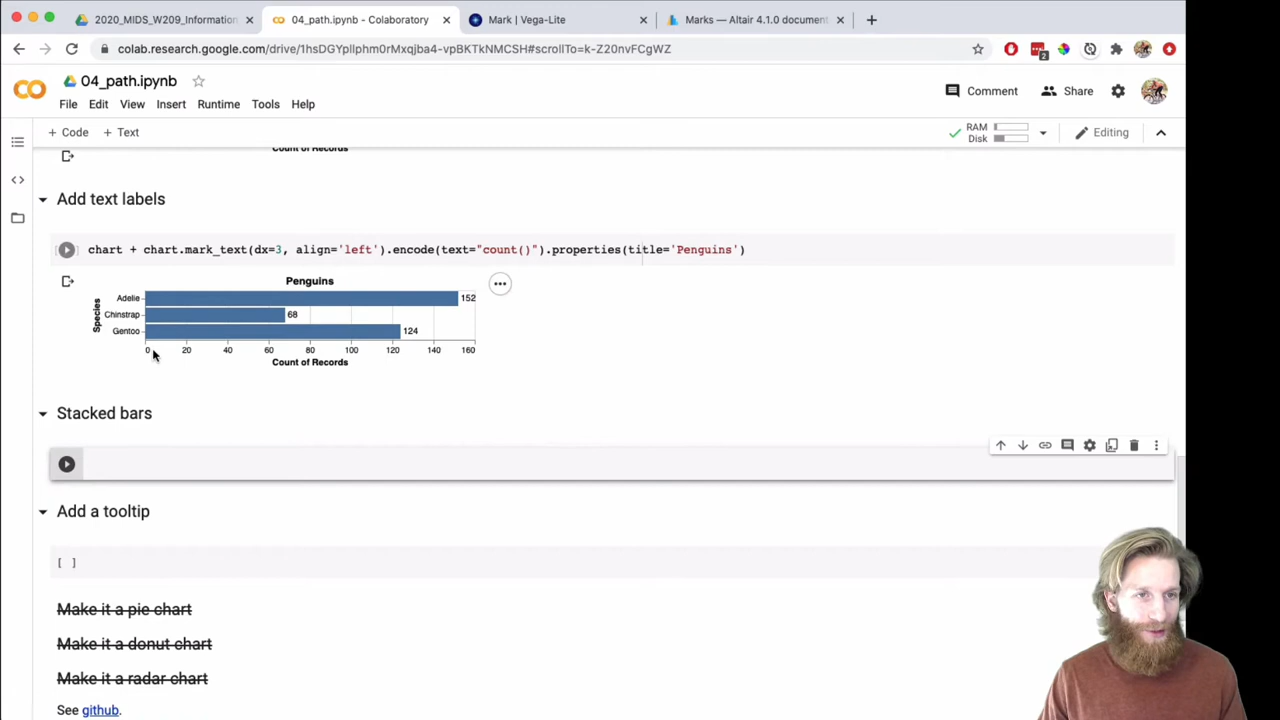 2020_MIDS_W209_Information
04_path.ipynb - Colaboratory
Mark | Vega-Lite
Marks — Altair 4.1.0 document
colab.research.google.com/drive/1hsDGYplIphm0rMxqjba4-vpBKTkNMCSH#scrollTo=k-Z20nvFCgWZ
2
04_path.ipynb
Comment
Share
File Edit View Insert Runtime Tools Help
+ Code + Text
RAM
Disk
Editing
Count of Records
Add text labels
chart + chart.mark_text(dx=3, align='left').encode(text="count()").properties(title='Penguins')
Penguins
Species
Adelie 152
Chinstrap 68
Gentoo 124
0 20 40 60 80 100 120 140 160
Count of Records
Stacked bars
Add a tooltip
[ ]
Make it a pie chart
Make it a donut chart
Make it a radar chart
See github.